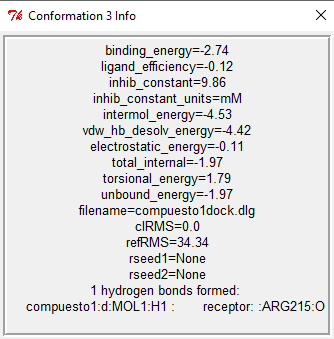 Conformation 3 Info
binding_energy=-2.74
ligand_efficiency=-0.12
inhib_constant=9.86
inhib_constant_units=mM
intermol_energy=-4.53
vdw_hb_desolv_energy=-4.42
electrostatic_energy=-0.11
total_internal=-1.97
torsional_energy=1.79
unbound_energy=-1.97
filename=compuesto1dock.dlg
clRMS=0.0
refRMS=34.34
rseed1=None
rseed2=None
1 hydrogen bonds formed:
compuesto1:d:MOL1:H1 : receptor: :ARG215:O